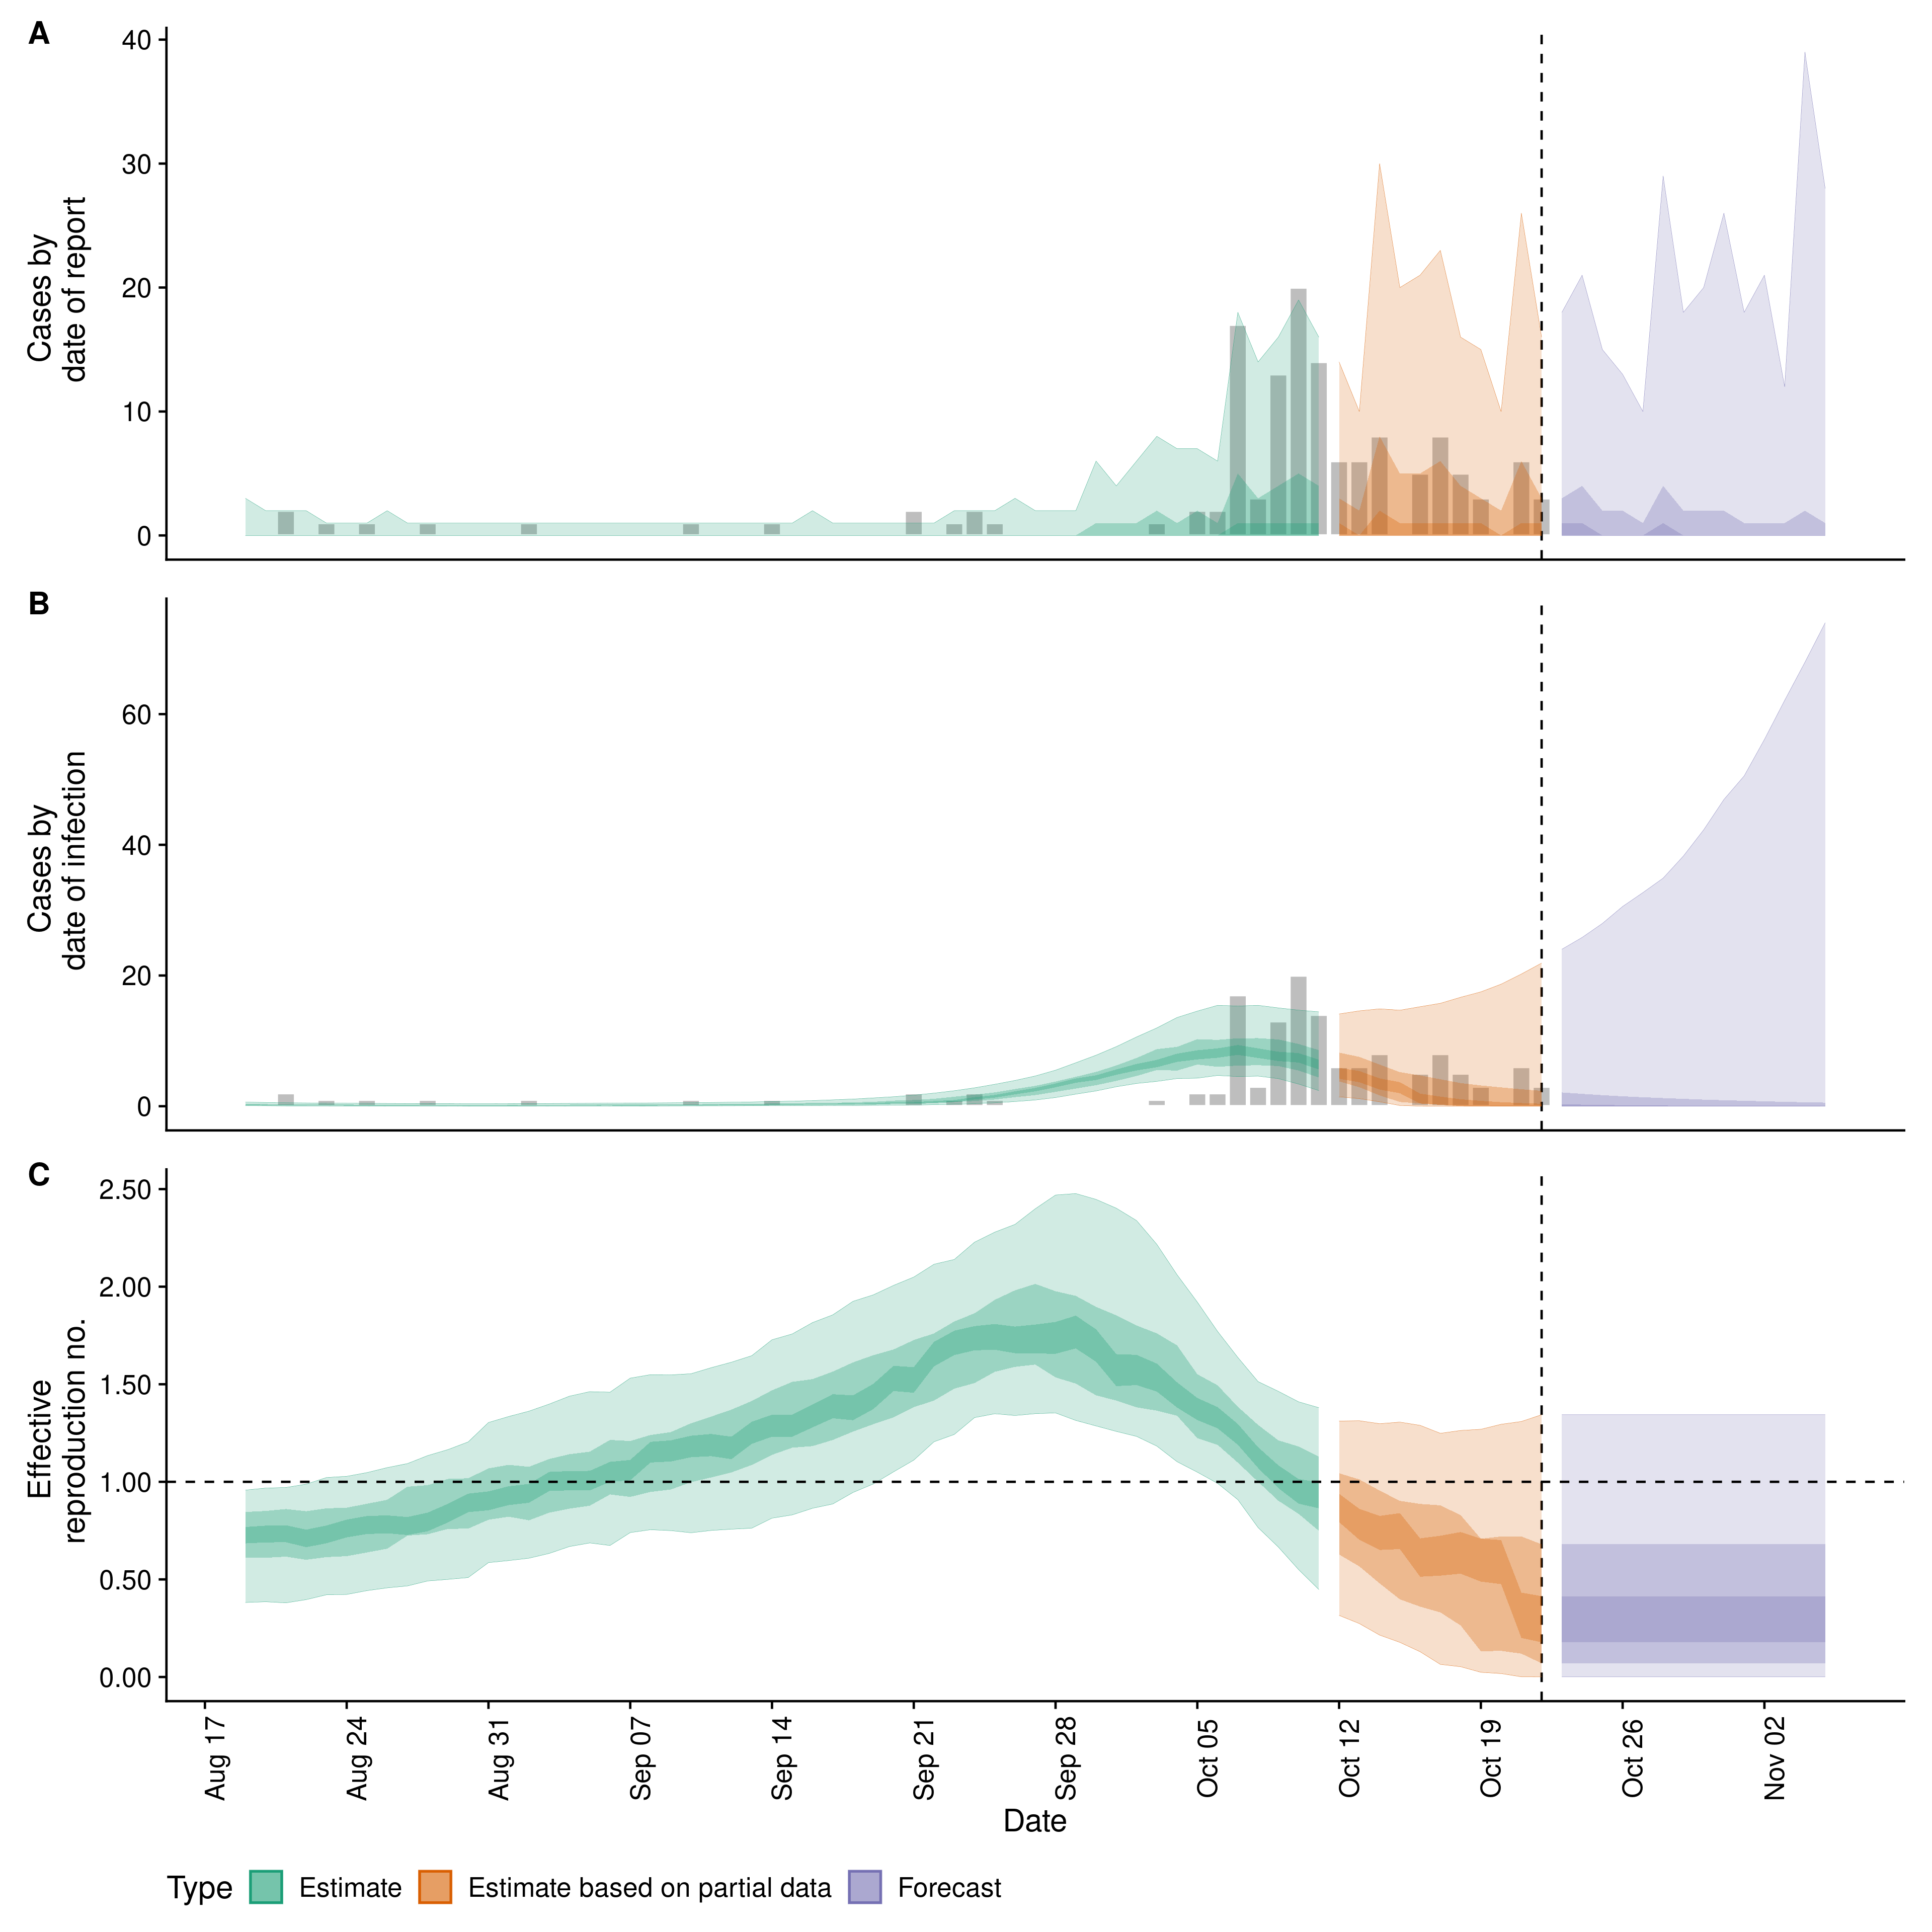 A
Cases by
date of report
40
30
20
10
0
B
Cases by
date of infection
60
40
20
0
C
Effective
reproduction no.
2.50
2.00
1.50
1.00
0.50
0.00
Aug 17
Aug 24
Aug 31
Sep 07
Sep 14
Sep 21
Sep 28
Oct 05
Oct 12
Oct 19
Oct 26
Nov 02
Date
Type Estimate Estimate based on partial data Forecast